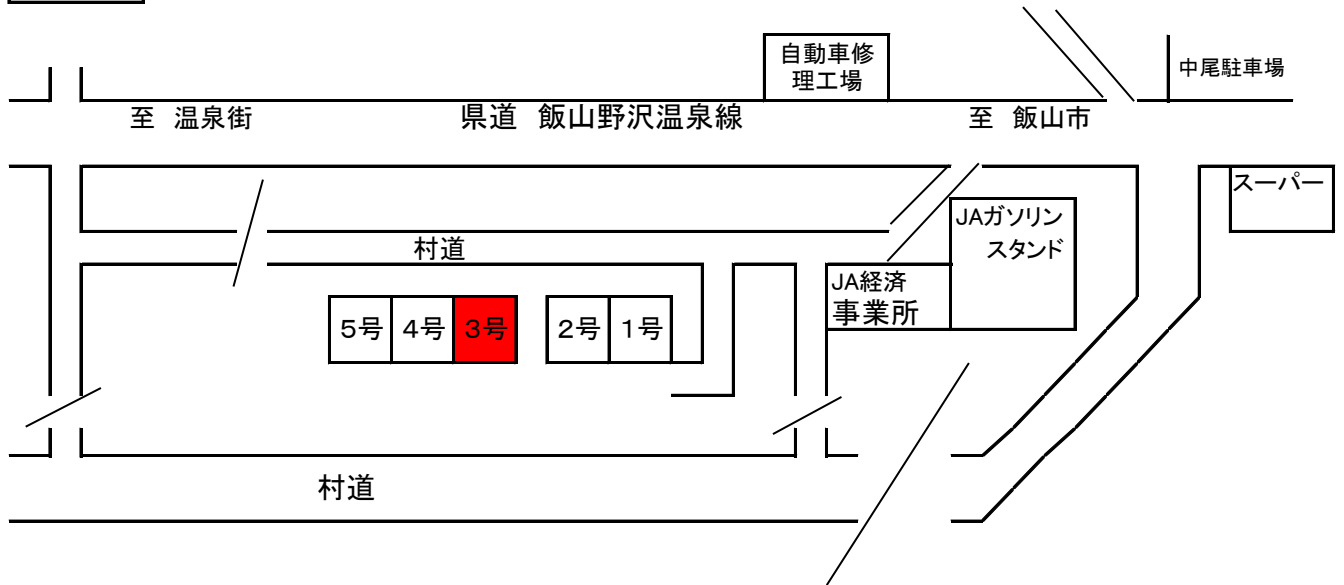 自動車修
理工場
中尾駐車場
至 温泉街
県道 飯山野沢温泉線
至 飯山市
スーパー
JAガソリン
スタンド
村道
JA経済
事業所
5号
4号
3号
2号
1号
村道